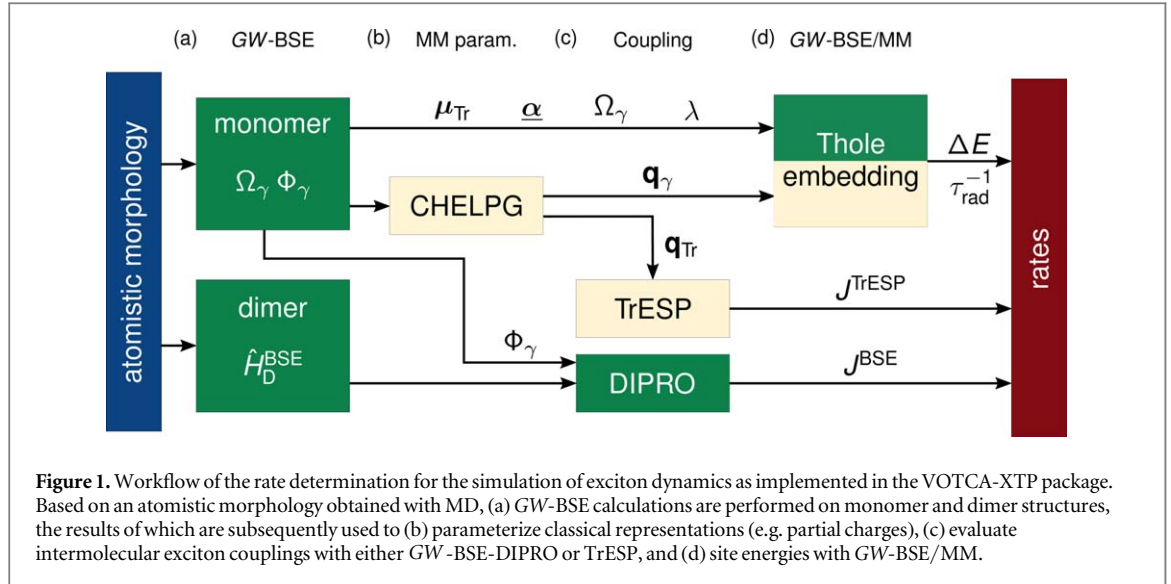 (a) GW-BSE (b) MM param. (c) Coupling (d) GW-BSE/MM
atomistic morphology
monomer
Ω_γ Φ_γ
μ_Tr α Ω_γ λ
Thole
embedding
ΔE
τ_rad^−1
CHELPG
q_γ
q_Tr
dimer
Ĥ_D^BSE
TrESP
J^TrESP
Φ_γ
DIPRO
J^BSE
rates
Figure 1. Workflow of the rate determination for the simulation of exciton dynamics as implemented in the VOTCA-XTP package.
Based on an atomistic morphology obtained with MD, (a) GW-BSE calculations are performed on monomer and dimer structures,
the results of which are subsequently used to (b) parameterize classical representations (e.g. partial charges), (c) evaluate
intermolecular exciton couplings with either GW -BSE-DIPRO or TrESP, and (d) site energies with GW-BSE/MM.